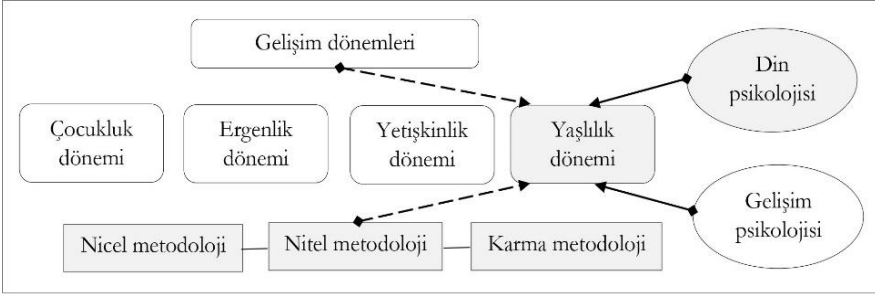 Gelişim dönemleri
Din
psikolojisi
Çocukluk
dönemi
Ergenlik
dönemi
Yetişkinlik
dönemi
Yaşlılık
dönemi
Gelişim
psikolojisi
Nicel metodoloji
Nitel metodoloji
Karma metodoloji